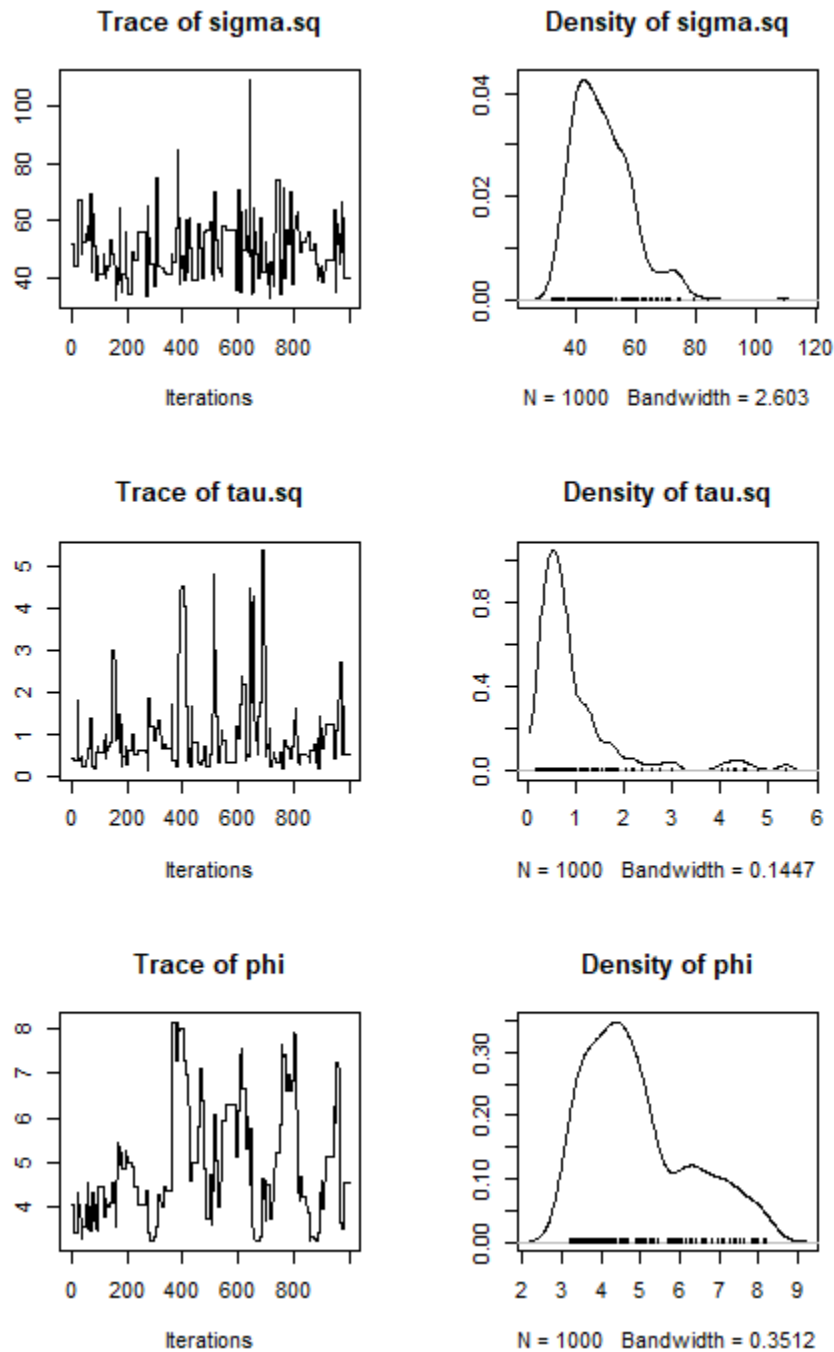 Trace of sigma.sq
Density of sigma.sq
100
80
60
40
0 200 400 600 800
Iterations
0.04
0.02
0.00
40 60 80 100 120
N = 1000 Bandwidth = 2.603
Trace of tau.sq
Density of tau.sq
5
4
3
2
1
0
0 200 400 600 800
Iterations
0.8
0.4
0.0
0 1 2 3 4 5 6
N = 1000 Bandwidth = 0.1447
Trace of phi
Density of phi
8
7
6
5
4
0 200 400 600 800
Iterations
0.30
0.20
0.10
0.00
2 3 4 5 6 7 8 9
N = 1000 Bandwidth = 0.3512